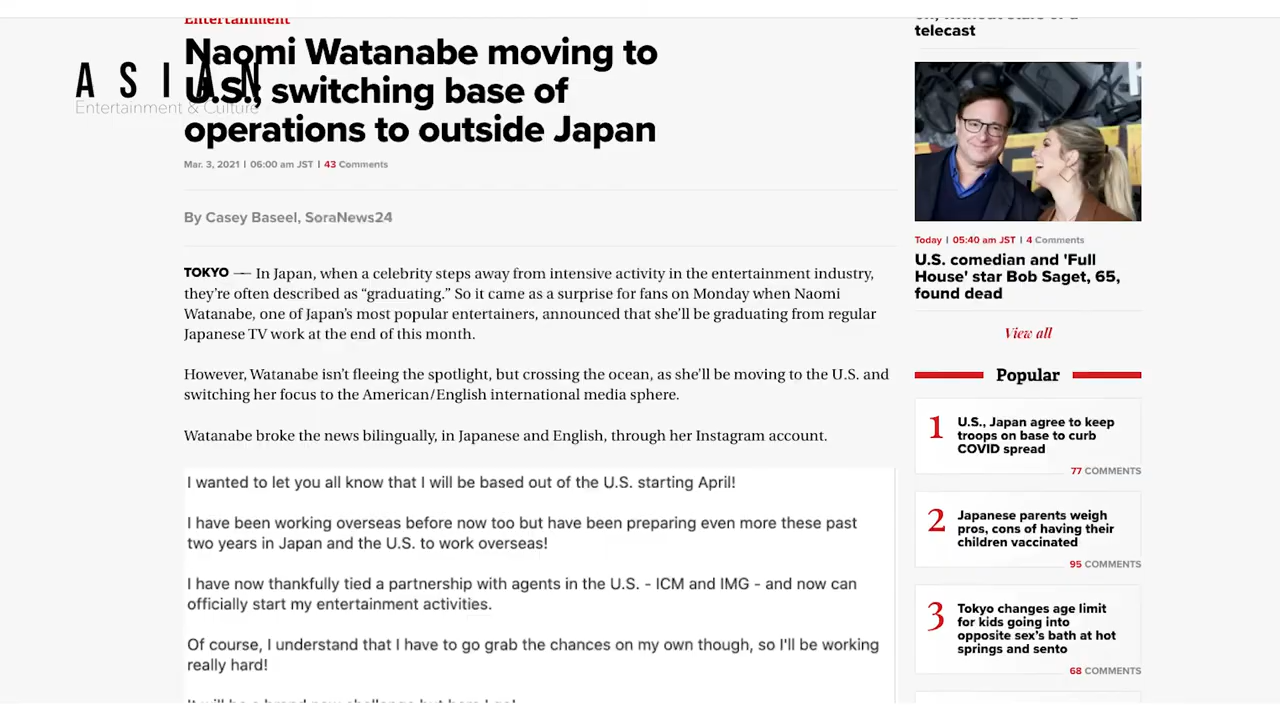 Entertainment
Naomi Watanabe moving to
U.S., switching base of
operations to outside Japan
ASIAN
Entertainment & Culture
Mar. 3, 2021 | 06:00 am JST | 43 Comments
By Casey Baseel, SoraNews24
TOKYO — In Japan, when a celebrity steps away from intensive activity in the entertainment industry,
they're often described as “graduating.” So it came as a surprise for fans on Monday when Naomi
Watanabe, one of Japan's most popular entertainers, announced that she'll be graduating from regular
Japanese TV work at the end of this month.
However, Watanabe isn't fleeing the spotlight, but crossing the ocean, as she'll be moving to the U.S. and
switching her focus to the American/English international media sphere.
Watanabe broke the news bilingually, in Japanese and English, through her Instagram account.
I wanted to let you all know that I will be based out of the U.S. starting April!
I have been working overseas before now too but have been preparing even more these past
two years in Japan and the U.S. to work overseas!
I have now thankfully tied a partnership with agents in the U.S. - ICM and IMG - and now can
officially start my entertainment activities.
Of course, I understand that I have to go grab the chances on my own though, so I'll be working
really hard!
telecast
Today | 05:40 am JST | 4 Comments
U.S. comedian and 'Full
House' star Bob Saget, 65,
found dead
View all
Popular
1 U.S., Japan agree to keep
troops on base to curb
COVID spread
77 COMMENTS
2 Japanese parents weigh
pros, cons of having their
children vaccinated
95 COMMENTS
3 Tokyo changes age limit
for kids going into
opposite sex's bath at hot
springs and sento
68 COMMENTS